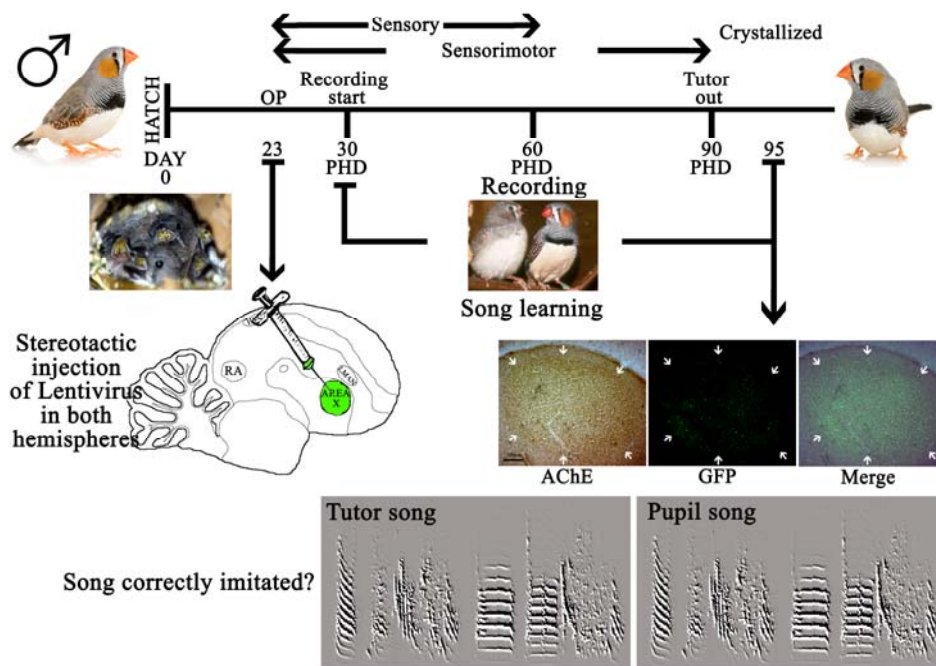 Sensory
Sensorimotor
Crystallized
HATCH
OP
Recording
start
Tutor
out
DAY
0
23
30
PHD
60
PHD
90
PHD
95
Recording
Song learning
Stereotactic
injection
of Lentivirus
in both
hemispheres
RA
LMAN
AREA
X
AChE
GFP
Merge
Tutor song
Pupil song
Song correctly imitated?